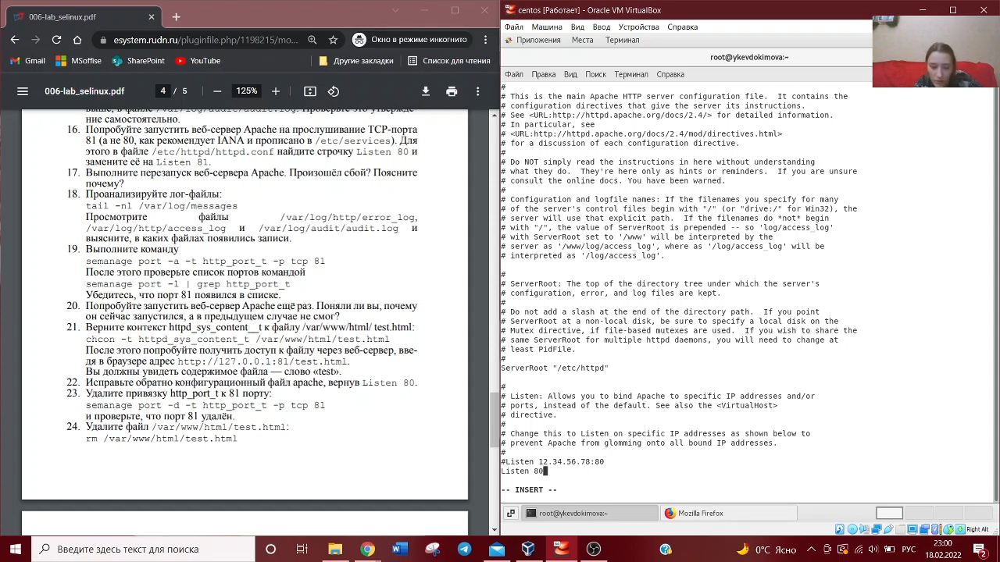 006-lab_selinux.pdf
esystem.rudn.ru/pluginfile.php/1198215/mo...
Окно в режиме инкогнито
Gmail
MSoffise
SharePoint
YouTube
Другие закладки
Список для чтения
006-lab_selinux.pdf
4 / 5
125%
ние самостоятельно.
16. Попробуйте запустить веб-сервер Apache на прослушивание TCP-порта
81 (а не 80, как рекомендует IANA и прописано в /etc/services). Для
этого в файле /etc/httpd/httpd.conf найдите строчку Listen 80 и
замените её на Listen 81.
17. Выполните перезапуск веб-сервера Apache. Произошёл сбой? Поясните
почему?
18. Проанализируйте лог-файлы:
tail -nl /var/log/messages
Просмотрите файлы /var/log/http/error_log,
/var/log/http/access_log и /var/log/audit/audit.log и
выясните, в каких файлах появились записи.
19. Выполните команду
semanage port -a -t http_port_t -p tcp 81
После этого проверьте список портов командой
semanage port -l | grep http_port_t
Убедитесь, что порт 81 появился в списке.
20. Попробуйте запустить веб-сервер Apache ещё раз. Поняли ли вы, почему
он сейчас запустился, а в предыдущем случае не смог?
21. Верните контекст httpd_sys_content__t к файлу /var/www/html/ test.html:
chcon -t httpd_sys_content_t /var/www/html/test.html
После этого попробуйте получить доступ к файлу через веб-сервер, вве-
дя в браузере адрес http://127.0.0.1:81/test.html.
Вы должны увидеть содержимое файла — слово «test».
22. Исправьте обратно конфигурационный файл apache, вернув Listen 80.
23. Удалите привязку http_port_t к 81 порту:
semanage port -d -t http_port_t -p tcp 81
и проверьте, что порт 81 удалён.
24. Удалите файл /var/www/html/test.html:
rm /var/www/html/test.html
centos [Работает] - Oracle VM VirtualBox
Файл Машина Вид Ввод Устройства Справка
Приложения Места Терминал
root@ykevdokimova:~
Файл Правка Вид Поиск Терминал Справка
#
# This is the main Apache HTTP server configuration file.  It contains the
# configuration directives that give the server its instructions.
# See <URL:http://httpd.apache.org/docs/2.4/> for detailed information.
# In particular, see
# <URL:http://httpd.apache.org/docs/2.4/mod/directives.html>
# for a discussion of each configuration directive.
#
# Do NOT simply read the instructions in here without understanding
# what they do.  They're here only as hints or reminders.  If you are unsure
# consult the online docs. You have been warned.
#
# Configuration and logfile names: If the filenames you specify for many
# of the server's control files begin with "/" (or "drive:/" for Win32), the
# server will use that explicit path.  If the filenames do *not* begin
# with "/", the value of ServerRoot is prepended -- so 'log/access_log'
# with ServerRoot set to '/www' will be interpreted by the
# server as '/www/log/access_log', where as '/log/access_log' will be
# interpreted as '/log/access_log'.
#
# ServerRoot: The top of the directory tree under which the server's
# configuration, error, and log files are kept.
#
# Do not add a slash at the end of the directory path.  If you point
# ServerRoot at a non-local disk, be sure to specify a local disk on the
# Mutex directive, if file-based mutexes are used.  If you wish to share the
# same ServerRoot for multiple httpd daemons, you will need to change at
# least PidFile.
#
ServerRoot "/etc/httpd"
#
# Listen: Allows you to bind Apache to specific IP addresses and/or
# ports, instead of the default. See also the <VirtualHost>
# directive.
#
# Change this to Listen on specific IP addresses as shown below to
# prevent Apache from glomming onto all bound IP addresses.
#
#Listen 12.34.56.78:80
Listen 80
-- INSERT --
root@ykevdokimova:~
Mozilla Firefox
Right Alt
Введите здесь текст для поиска
0°C Ясно
РУС
23:00
18.02.2022
2